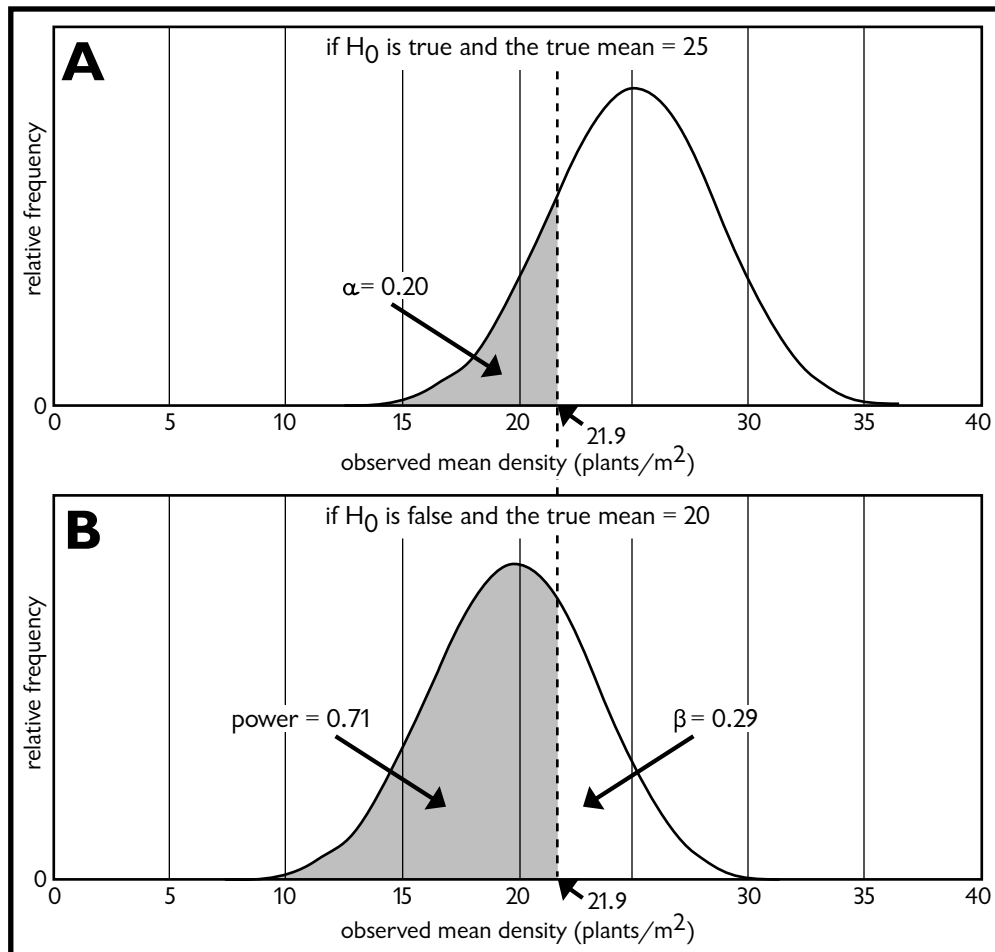 A
if H0 is true and the true mean = 25
relative frequency
α = 0.20
0
0 5 10 15 20 30 35 40
21.9
observed mean density (plants/m²)
B
if H0 is false and the true mean = 20
relative frequency
power = 0.71
β = 0.29
0
0 5 10 15 20 30 35 40
21.9
observed mean density (plants/m²)